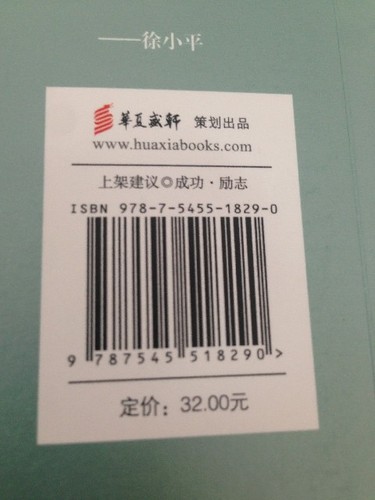 ——徐小平
華夏盛軒 策划出品
www.huaxiabooks.com
上架建议◎成功·励志
ISBN 978-7-5455-1829-0
9 787545 518290 >
定价：32.00元